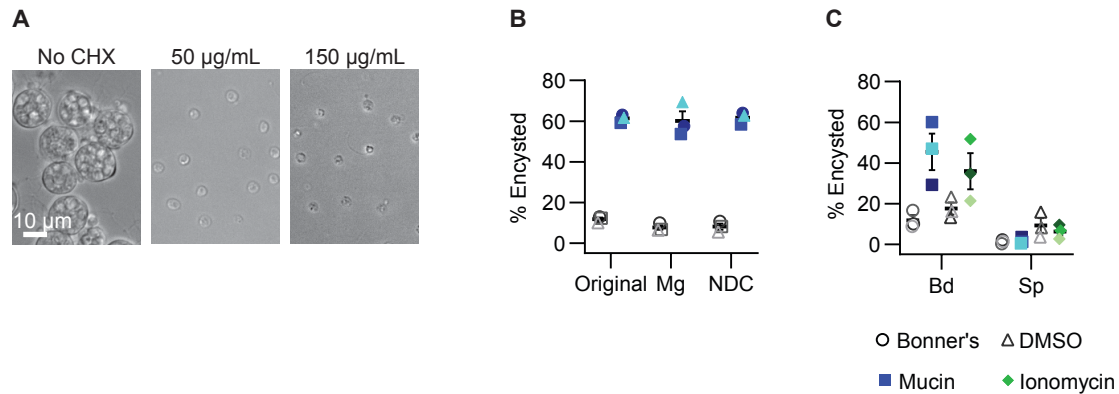 A
No CHX
50 µg/mL
150 µg/mL
10 µm
B
% Encysted
80
60
40
20
0
Original
Mg
NDC
C
% Encysted
80
60
40
20
0
Bd
Sp
Bonner's
DMSO
Mucin
Ionomycin